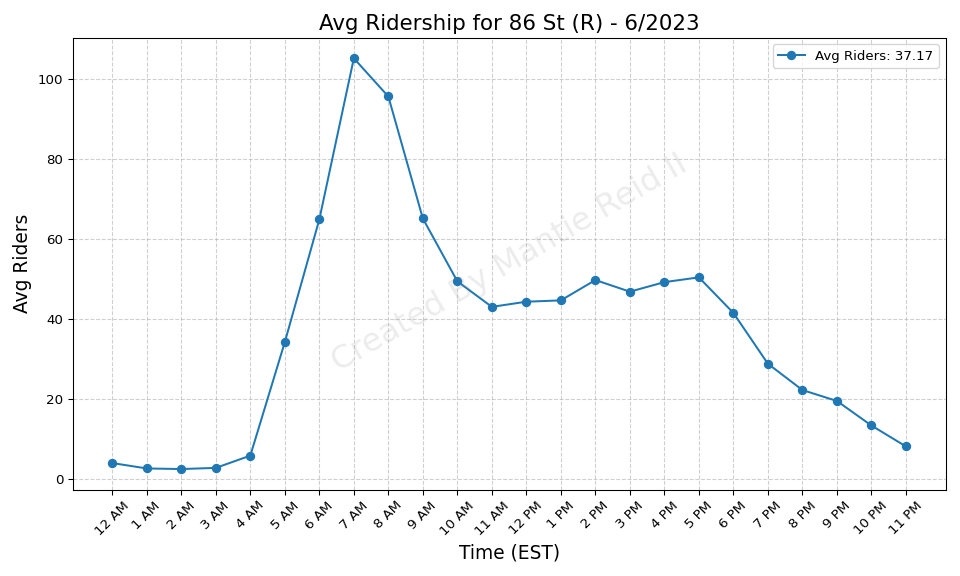 Avg Ridership for 86 St (R) - 6/2023
Avg Riders: 37.17
Avg Riders
100
80
60
40
20
0
Created By Mantie Reid II
12 AM 1 AM 2 AM 3 AM 4 AM 5 AM 6 AM 7 AM 8 AM 9 AM 10 AM 11 AM 12 PM 1 PM 2 PM 3 PM 4 PM 5 PM 6 PM 7 PM 8 PM 9 PM 10 PM 11 PM
Time (EST)